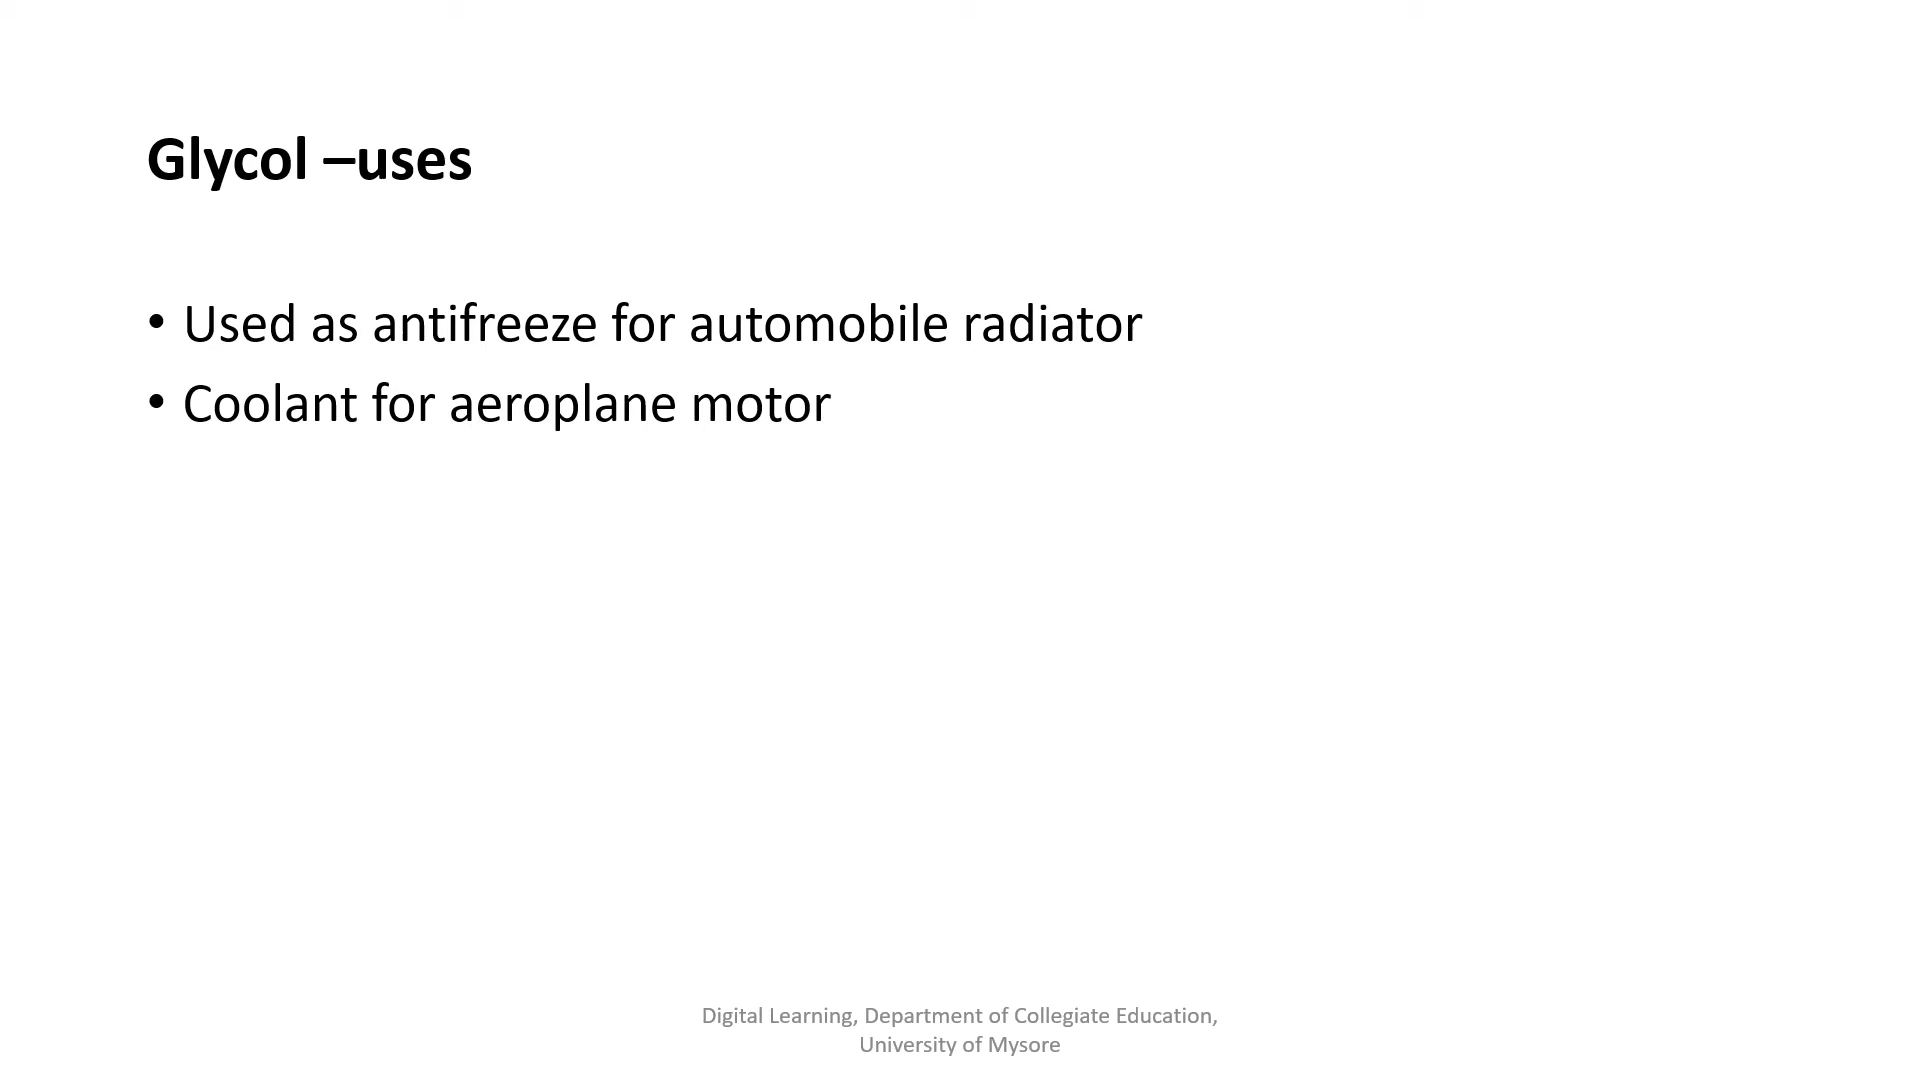 Glycol –uses
• Used as antifreeze for automobile radiator
• Coolant for aeroplane motor
Digital Learning, Department of Collegiate Education,
University of Mysore